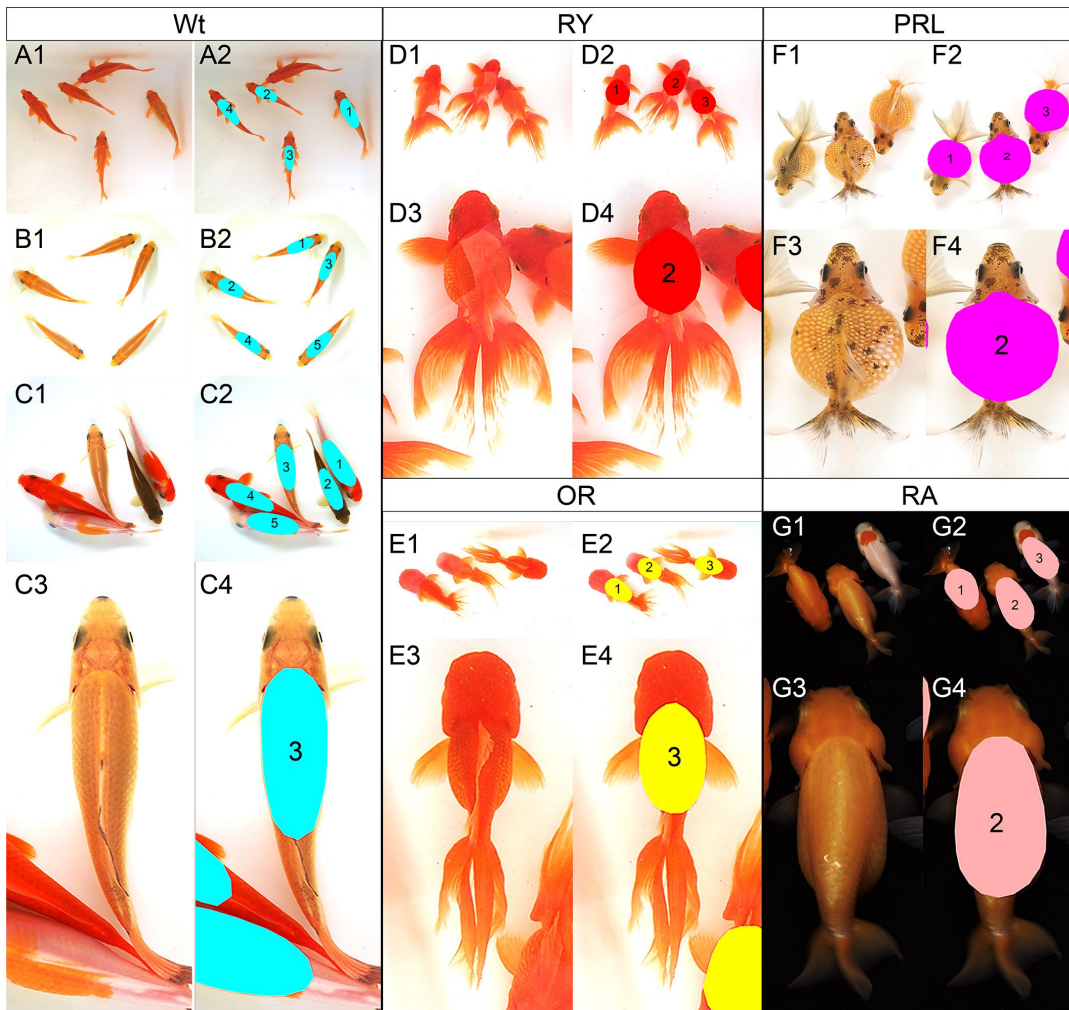 Wt RY PRL
A1 A2
4 2 1 3
B1 B2
1 3 2 4 5
C1 C2
3 1 2 4 5
C3 C4
3
D1 D2
1 2 3
D3 D4
2
OR
E1 E2
1 2 3
E3 E4
3
F1 F2
1 2 3
F3 F4
2
RA
G1 G2
1 2 3
G3 G4
2